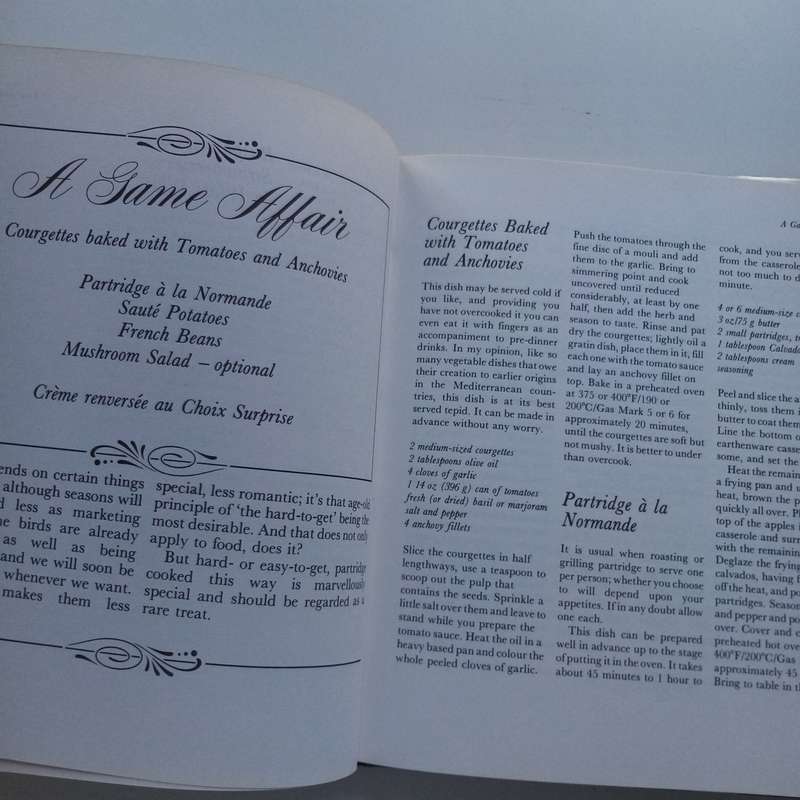 A Game Affair
Courgettes baked with Tomatoes and Anchovies
Partridge à la Normande
Sauté Potatoes
French Beans
Mushroom Salad – optional
Crème renversée au Choix Surprise
ends on certain things
although seasons will
d less as marketing
he birds are already
as well as being
and we will soon be
whenever we want.
makes them less
special, less romantic; it's that age-old
principle of 'the hard-to-get' being the
most desirable. And that does not only
apply to food, does it?
But hard- or easy-to-get, partridge
cooked this way is marvellously
special and should be regarded as a
rare treat.
Courgettes Baked
with Tomatoes
and Anchovies
This dish may be served cold if
you like, and providing you
have not overcooked it you can
even eat it with fingers as an
accompaniment to pre-dinner
drinks. In my opinion, like so
many vegetable dishes that owe
their creation to earlier origins
in the Mediterranean coun-
tries, this dish is at its best
served tepid. It can be made in
advance without any worry.
2 medium-sized courgettes
2 tablespoons olive oil
4 cloves of garlic
1 14 oz (396 g) can of tomatoes
fresh (or dried) basil or marjoram
salt and pepper
4 anchovy fillets
Slice the courgettes in half
lengthways, use a teaspoon to
scoop out the pulp that
contains the seeds. Sprinkle a
little salt over them and leave to
stand while you prepare the
tomato sauce. Heat the oil in a
heavy based pan and colour the
whole peeled cloves of garlic.
Push the tomatoes through the
fine disc of a mouli and add
them to the garlic. Bring to
simmering point and cook
uncovered until reduced
considerably, at least by one
half, then add the herb and
season to taste. Rinse and pat
dry the courgettes; lightly oil a
gratin dish, place them in it, fill
each one with the tomato sauce
and lay an anchovy fillet on
top. Bake in a preheated oven
at 375 or 400°F/190 or
200°C/Gas Mark 5 or 6 for
approximately 20 minutes,
until the courgettes are soft but
not mushy. It is better to under
than overcook.
Partridge à la
Normande
It is usual when roasting or
grilling partridge to serve one
per person; whether you choose
to will depend upon your
appetites. If in any doubt allow
one each.
This dish can be prepared
well in advance up to the stage
of putting it in the oven. It takes
about 45 minutes to 1 hour to
A Ga
cook, and you serv
from the casserole
not too much to d
minute.
4 or 6 medium-size c
3 oz/75 g butter
2 small partridges, t
1 tablespoon Calvado
2 tablespoons cream
seasoning
Peel and slice the a
thinly, toss them i
butter to coat them
Line the bottom o
earthenware casse
some, and set the
Heat the remain
a frying pan and
heat, brown the p
quickly all over. Pl
top of the apples i
casserole and surr
with the remainin
Deglaze the frying
calvados, having f
off the heat, and po
partridges. Season
and pepper and po
over. Cover and c
preheated hot ove
400°F/200°C/Gas
approximately 45
Bring to table in th